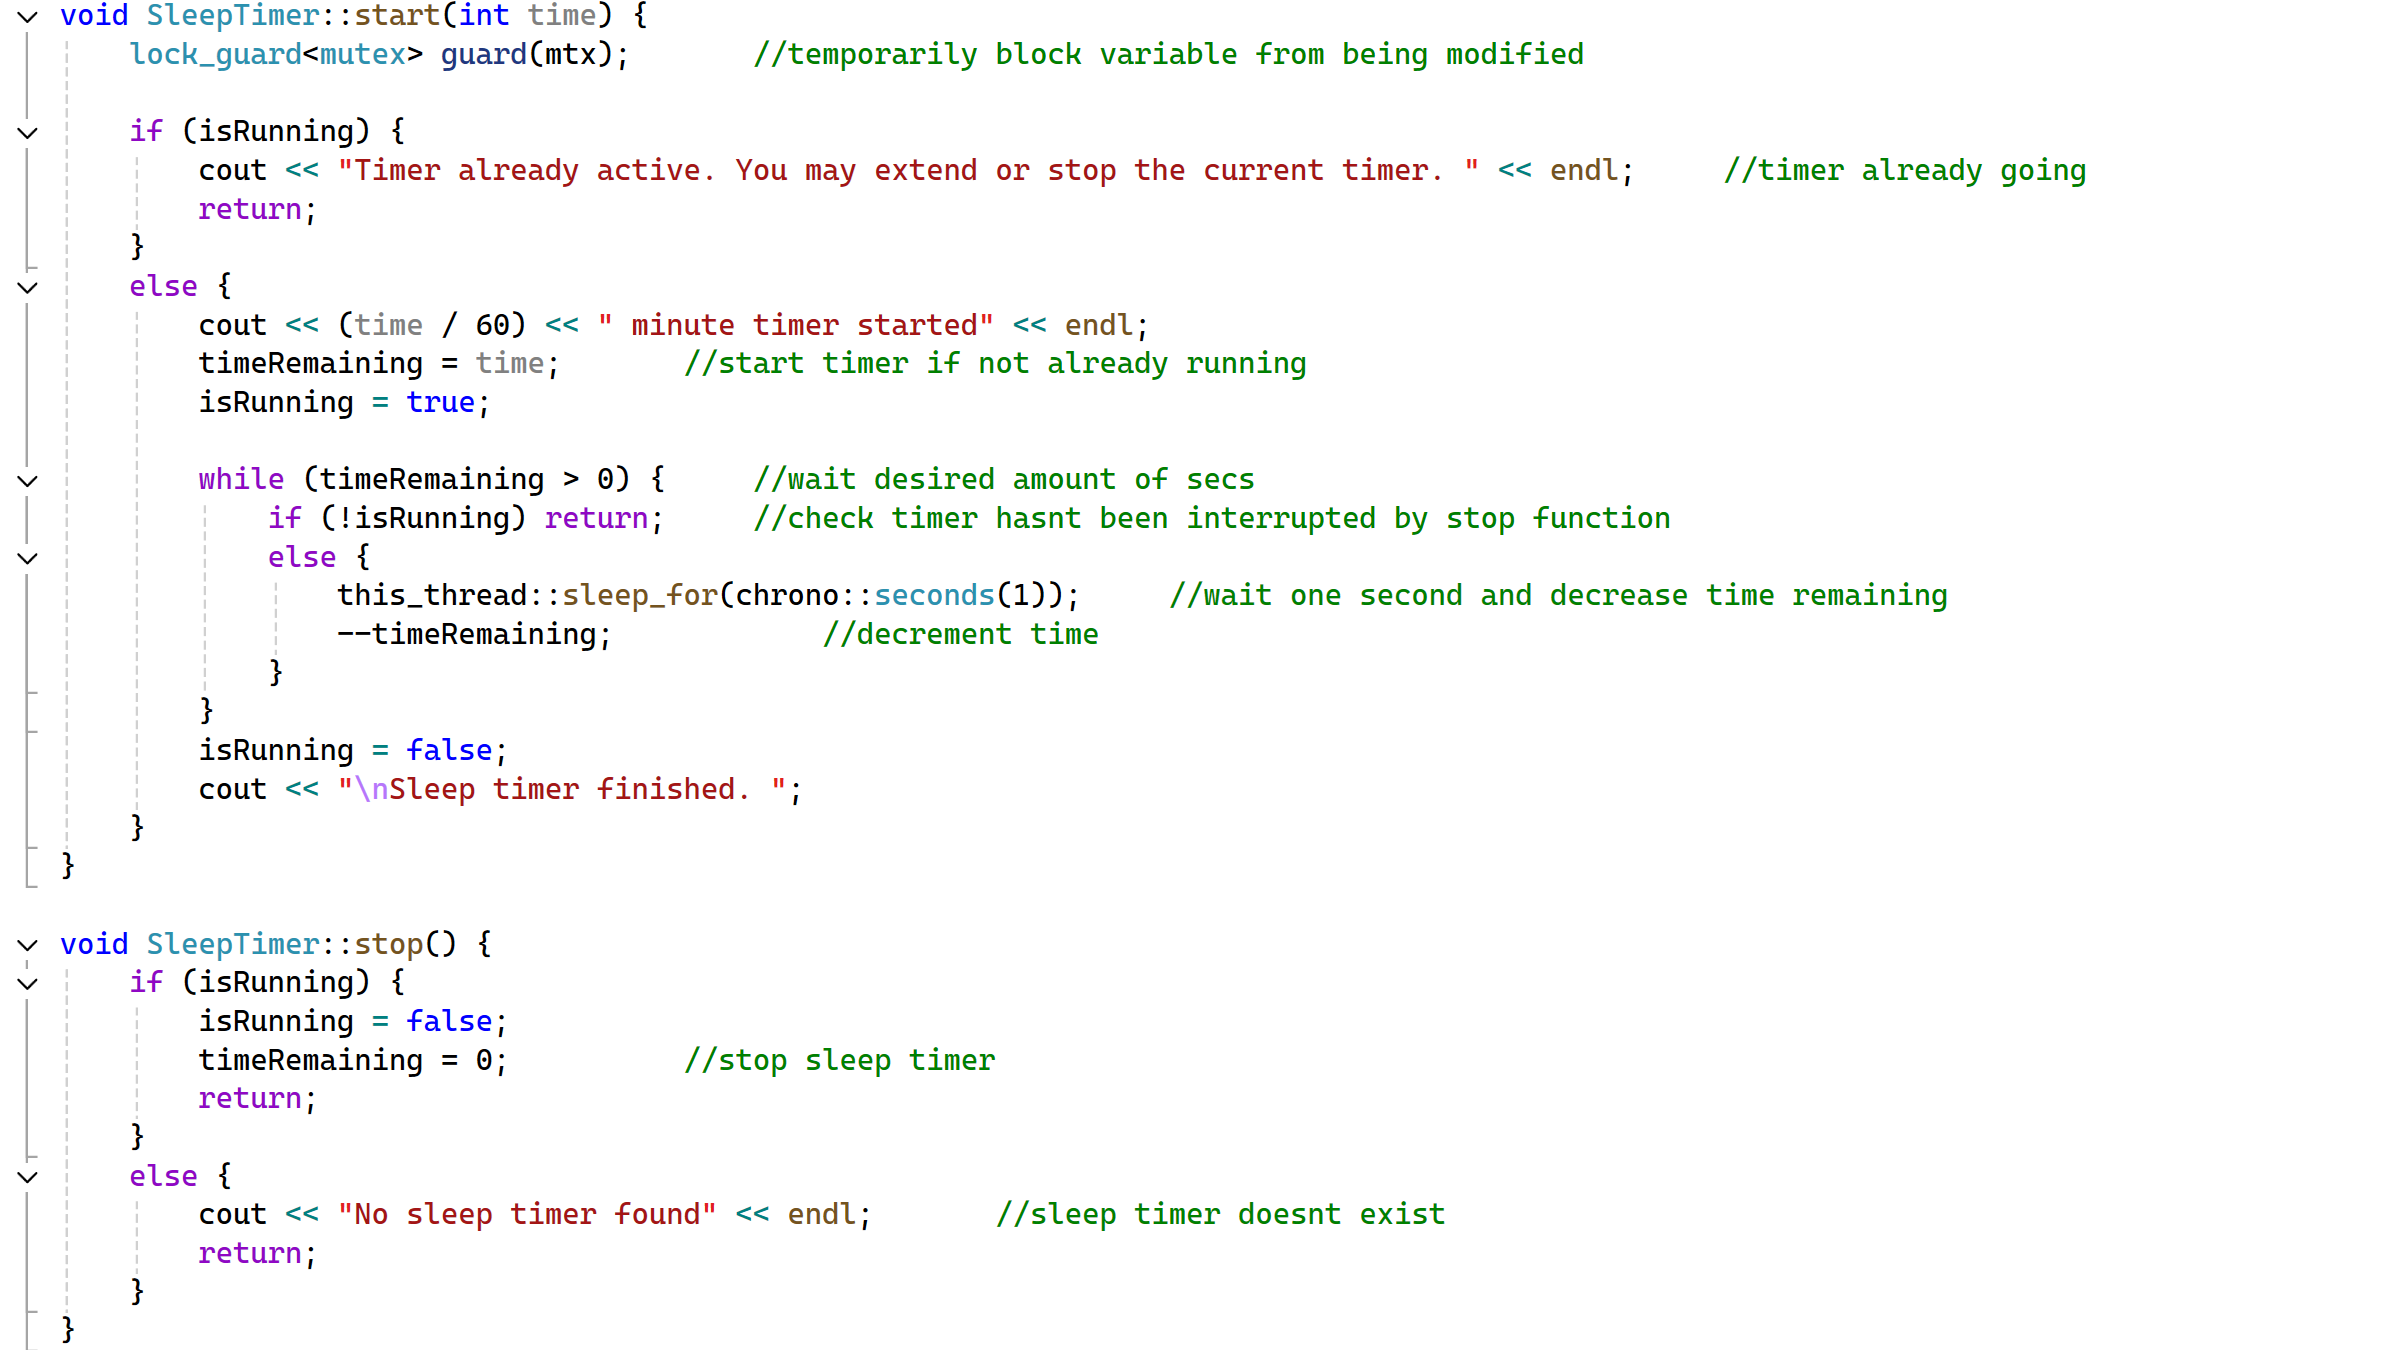 void SleepTimer::start(int time) {
    lock_guard<mutex> guard(mtx);       //temporarily block variable from being modified

    if (isRunning) {
        cout << "Timer already active. You may extend or stop the current timer. " << endl;     //timer already going
        return;
    }
    else {
        cout << (time / 60) << " minute timer started" << endl;
        timeRemaining = time;       //start timer if not already running
        isRunning = true;

        while (timeRemaining > 0) {     //wait desired amount of secs
            if (!isRunning) return;     //check timer hasnt been interrupted by stop function
            else {
                this_thread::sleep_for(chrono::seconds(1));     //wait one second and decrease time remaining
                --timeRemaining;            //decrement time
            }
        }
        isRunning = false;
        cout << "\nSleep timer finished. ";
    }
}

void SleepTimer::stop() {
    if (isRunning) {
        isRunning = false;
        timeRemaining = 0;          //stop sleep timer
        return;
    }
    else {
        cout << "No sleep timer found" << endl;       //sleep timer doesnt exist
        return;
    }
}